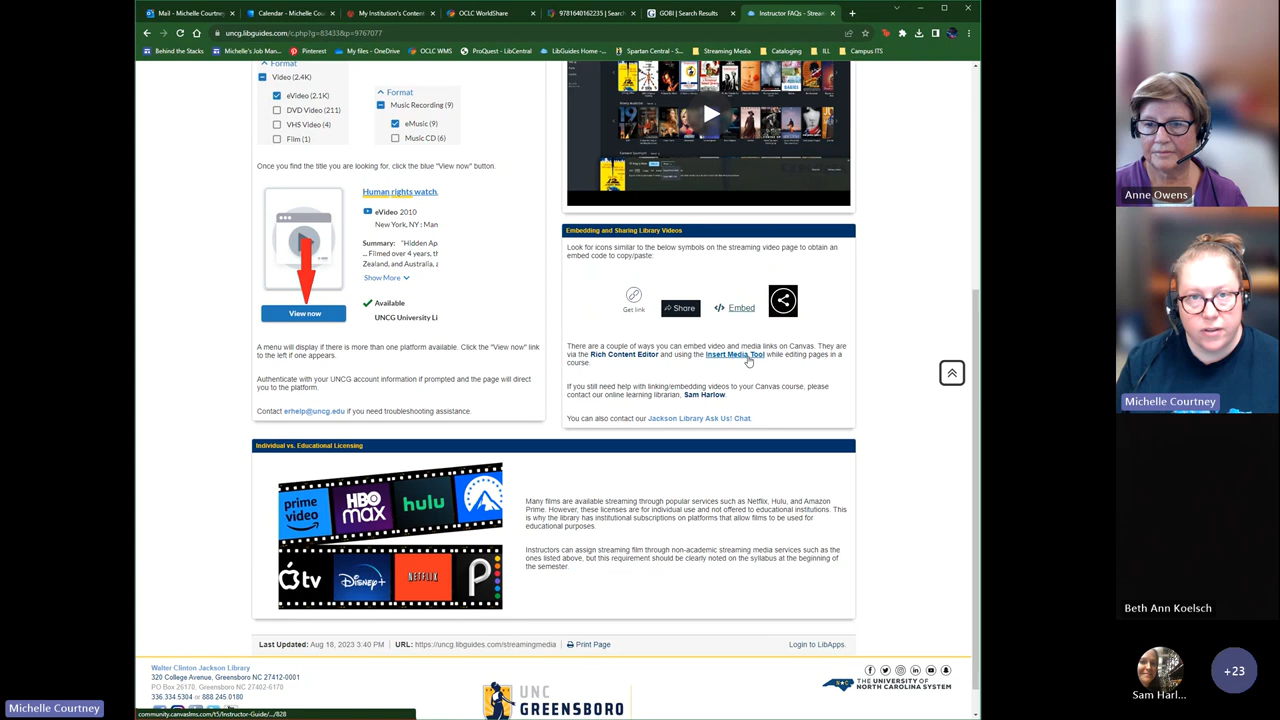 Mail - Michelle Courtney
Calendar - Michelle Cou
My Institution's Content
OCLC WorldShare
9781640162235 | Search
GOBI | Search Results
Instructor FAQs - Stream
uncg.libguides.com/c.php?g=83433&p=9767077
Behind the Stacks
Michelle's Job Man...
Pinterest
My files - OneDrive
OCLC WMS
ProQuest - LibCentral
LibGuides Home -...
Spartan Central - S...
Streaming Media
Cataloging
ILL
Campus ITS
Format
Video (2.4K)
eVideo (2.1K)
DVD Video (211)
VHS Video (4)
Film (1)
Format
Music Recording (9)
eMusic (9)
Music CD (6)
Once you find the title you are looking for, click the blue "View now" button.
Human rights watch.
eVideo 2010
New York, NY : Man
Summary: "Hidden Ap
... Filmed over 4 years, th
Zealand, and Australia, a
Show More
Available
UNCG University Li
View now
A menu will display if there is more than one platform available. Click the "View now" link
to the left if one appears.
Authenticate with your UNCG account information if prompted and the page will direct
you to the platform.
Contact erhelp@uncg.edu if you need troubleshooting assistance.
Embedding and Sharing Library Videos
Look for icons similar to the below symbols on the streaming video page to obtain an
embed code to copy/paste:
Get link
Share
</> Embed
There are a couple of ways you can embed video and media links on Canvas. They are
via the Rich Content Editor and using the Insert Media Tool while editing pages in a
course.
If you still need help with linking/embedding videos to your Canvas course, please
contact our online learning librarian, Sam Harlow.
You can also contact our Jackson Library Ask Us! Chat.
Individual vs. Educational Licensing
prime video
HBO max
hulu
tv
Disney+
NETFLIX
P
Many films are available streaming through popular services such as Netflix, Hulu, and Amazon
Prime. However, these licenses are for individual use and not offered to educational institutions. This
is why the library has institutional subscriptions on platforms that allow films to be used for
educational purposes.
Instructors can assign streaming film through non-academic streaming media services such as the
ones listed above, but this requirement should be clearly noted on the syllabus at the beginning of
the semester.
Last Updated: Aug 18, 2023 3:40 PM
URL: https://uncg.libguides.com/streamingmedia
Print Page
Login to LibApps.
Walter Clinton Jackson Library
320 College Avenue, Greensboro NC 27412-0001
PO Box 26170, Greensboro NC 27402-6170
336.334.5304 or 888.245.0180
UNC
GREENSBORO
THE UNIVERSITY OF
NORTH CAROLINA SYSTEM
community.canvaslms.com/t5/Instructor-Guide/.../828
Michelle Courtney
Anne Owens
Michelle Courtney
Beth Ann Koelsch
Sam Harl...
+23